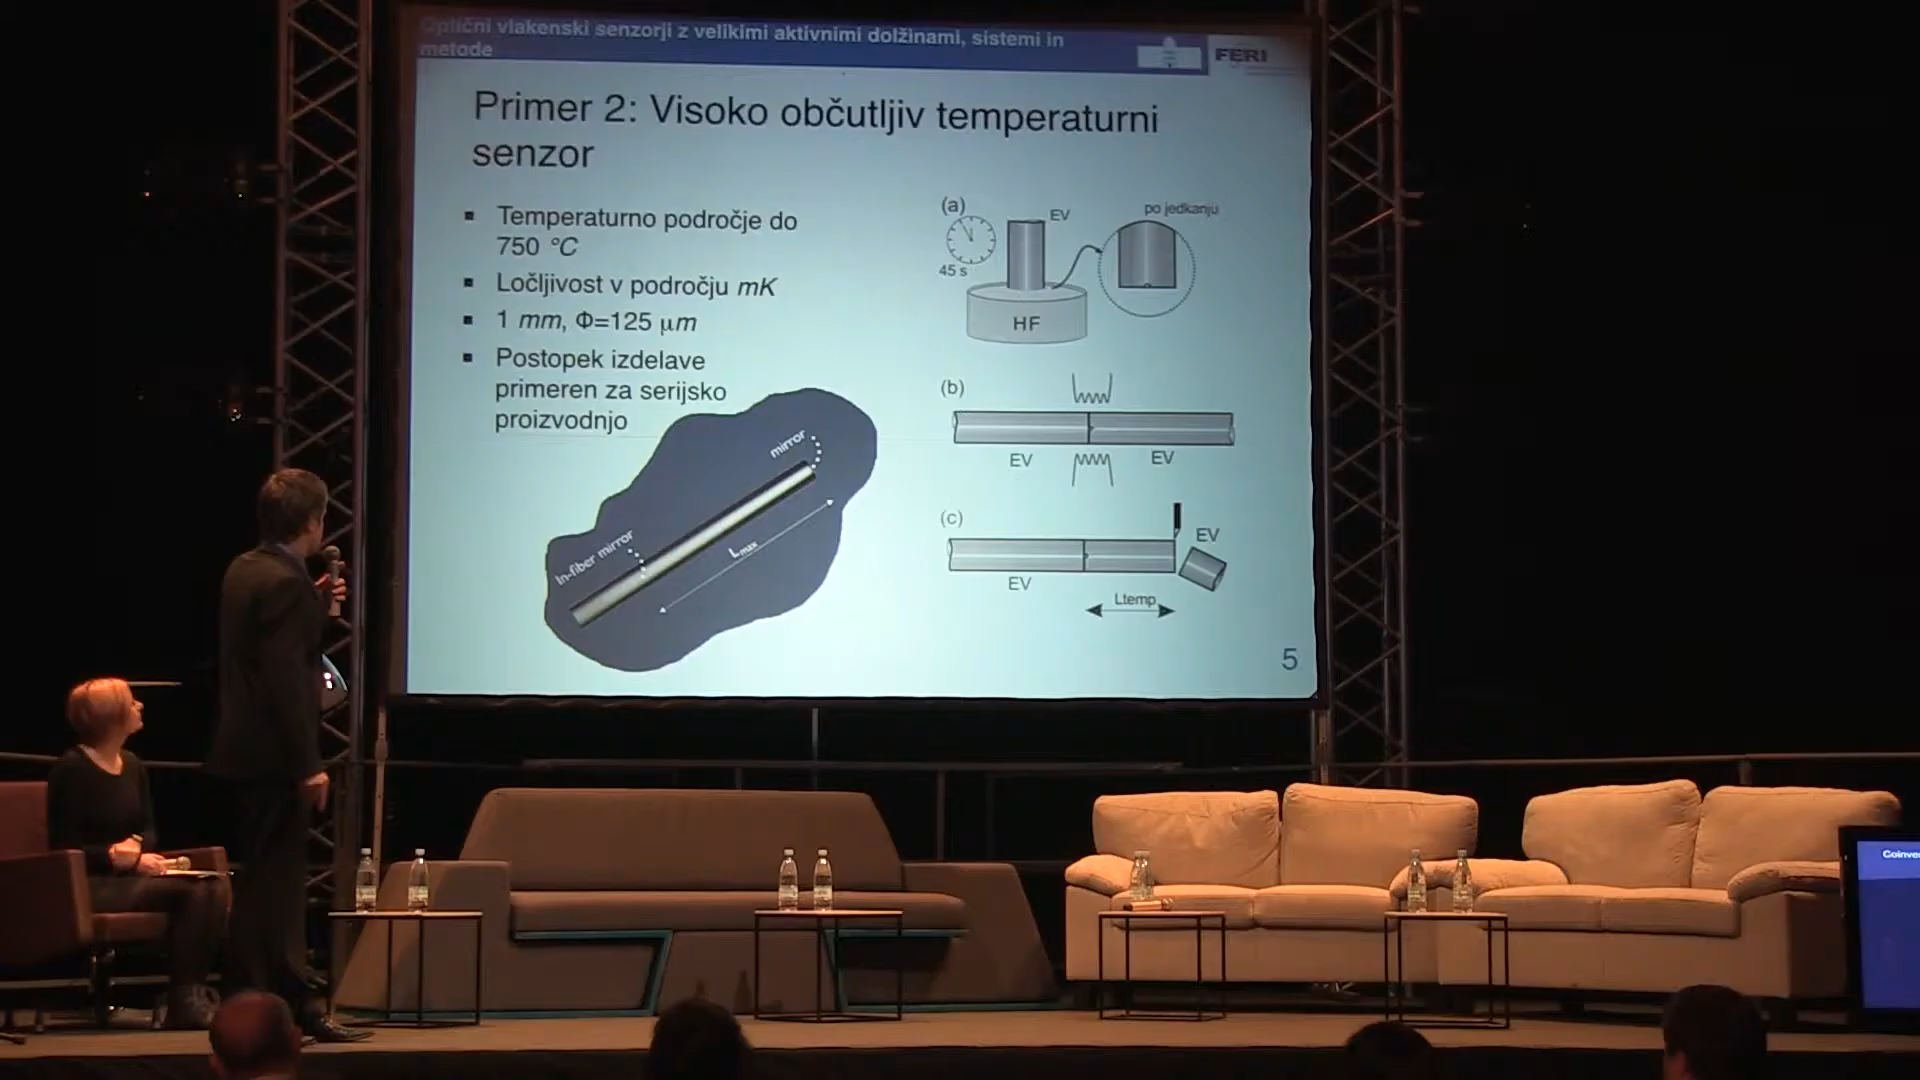 Optični vlakenski senzorji z velikimi aktivnimi dolžinami, sistemi in
metode
FERI
Primer 2: Visoko občutljiv temperaturni
senzor
Temperaturno področje do
750 °C
Ločljivost v področju mK
1 mm, Φ=125 μm
Postopek izdelave
primeren za serijsko
proizvodnjo
mirror
In-fiber mirror
Lmax
(a)
EV
po jedkanju
45 s
HF
(b)
EV
EV
(c)
EV
EV
Ltemp
5